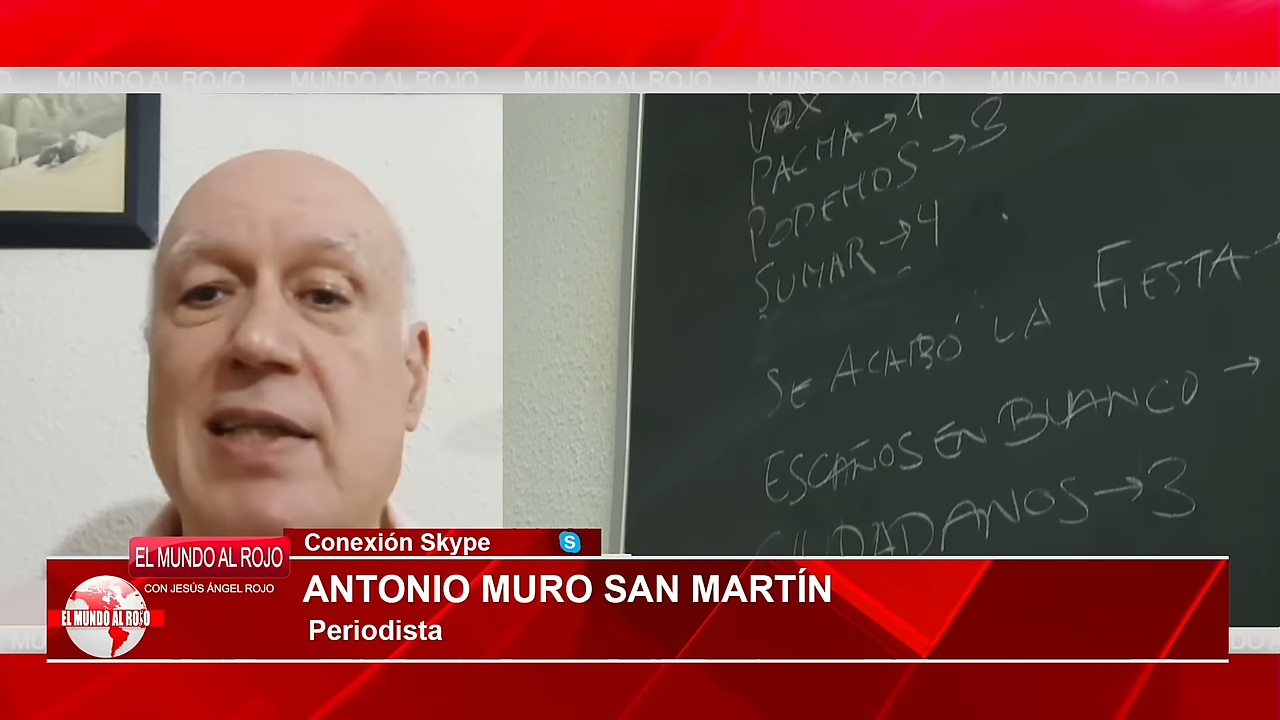 MUNDO AL ROJO MUNDO AL ROJO MUNDO AL ROJO MUNDO AL ROJO MUNDO AL ROJO MUN
VOX
PACMA → 1
PODEMOS → 3
SUMAR → 4
SE ACABÓ LA FIESTA →
ESCAÑOS EN BLANCO →
CIUDADANOS → 3
Conexión Skype
EL MUNDO AL ROJO
CON JESÚS ÁNGEL ROJO
EL MUNDO AL ROJO
ANTONIO MURO SAN MARTÍN
Periodista